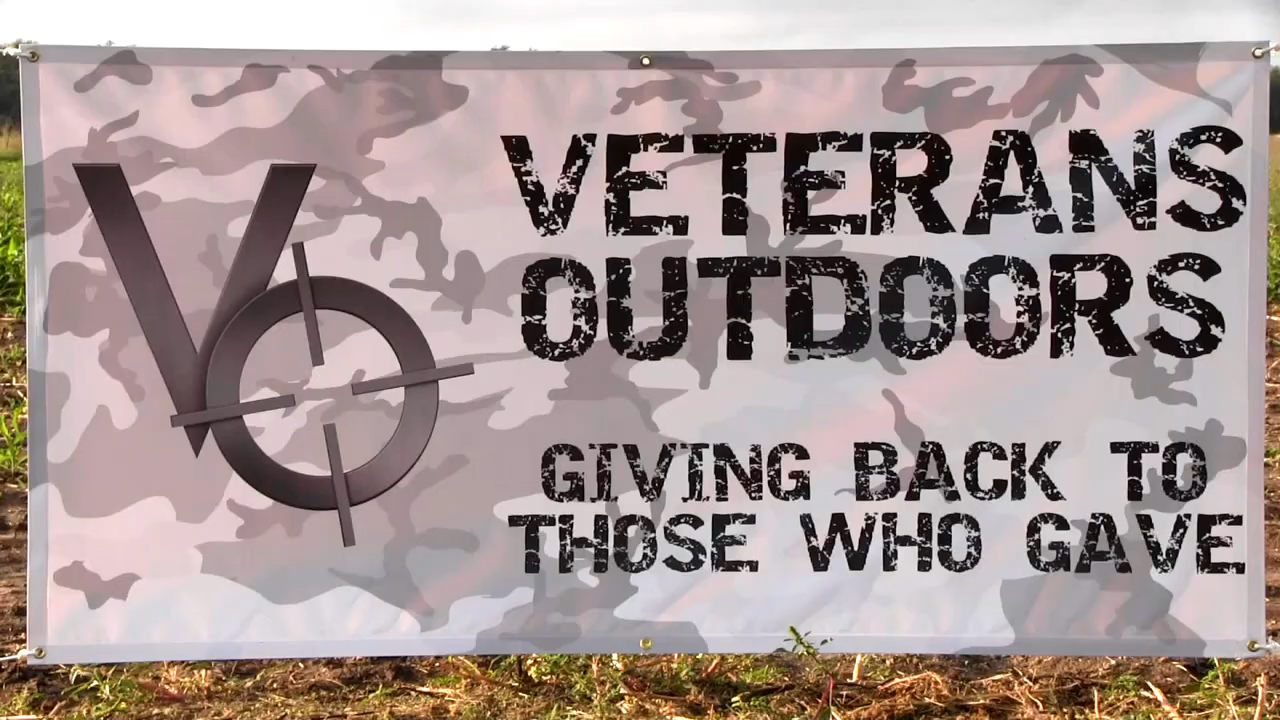 VO
VETERANS
OUTDOORS
GIVING BACK TO
THOSE WHO GAVE